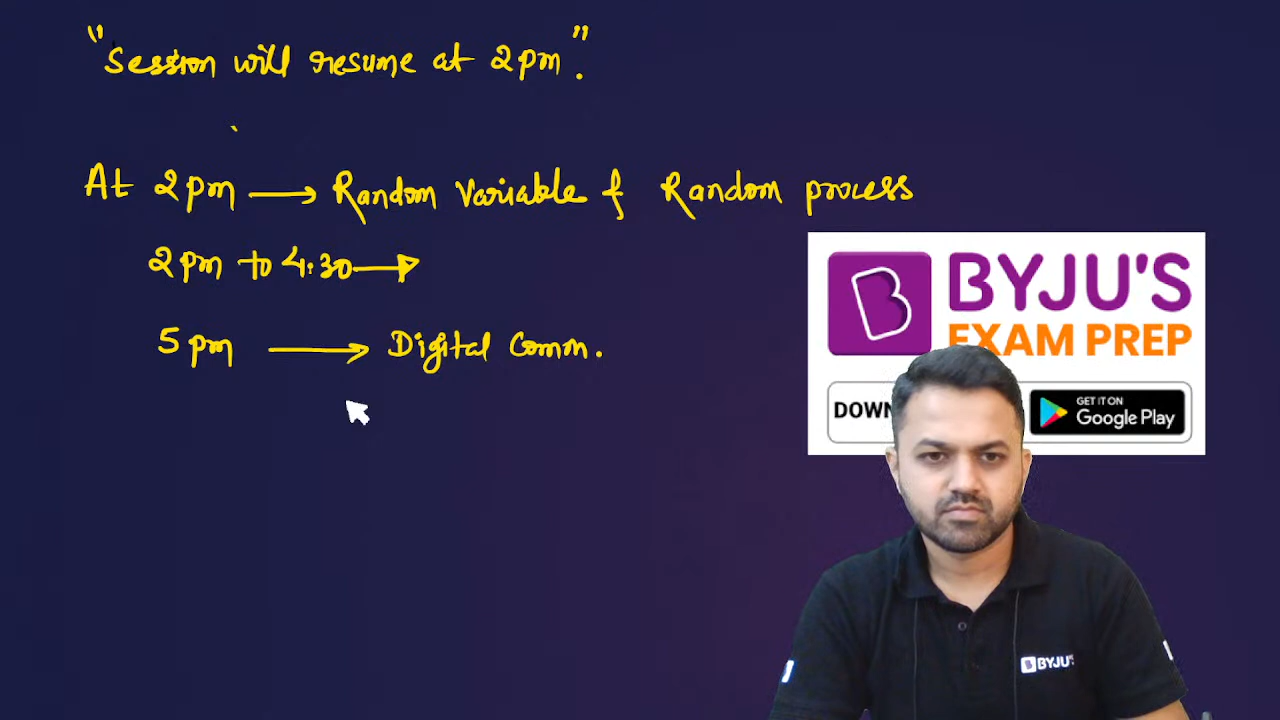 "Session will resume at 2pm".
At 2pm → Random Variable & Random process
2pm to 4:30 →
5pm → Digital Comm.
BYJU'S
EXAM PREP
GET IT ON
Google Play
BYJU'S